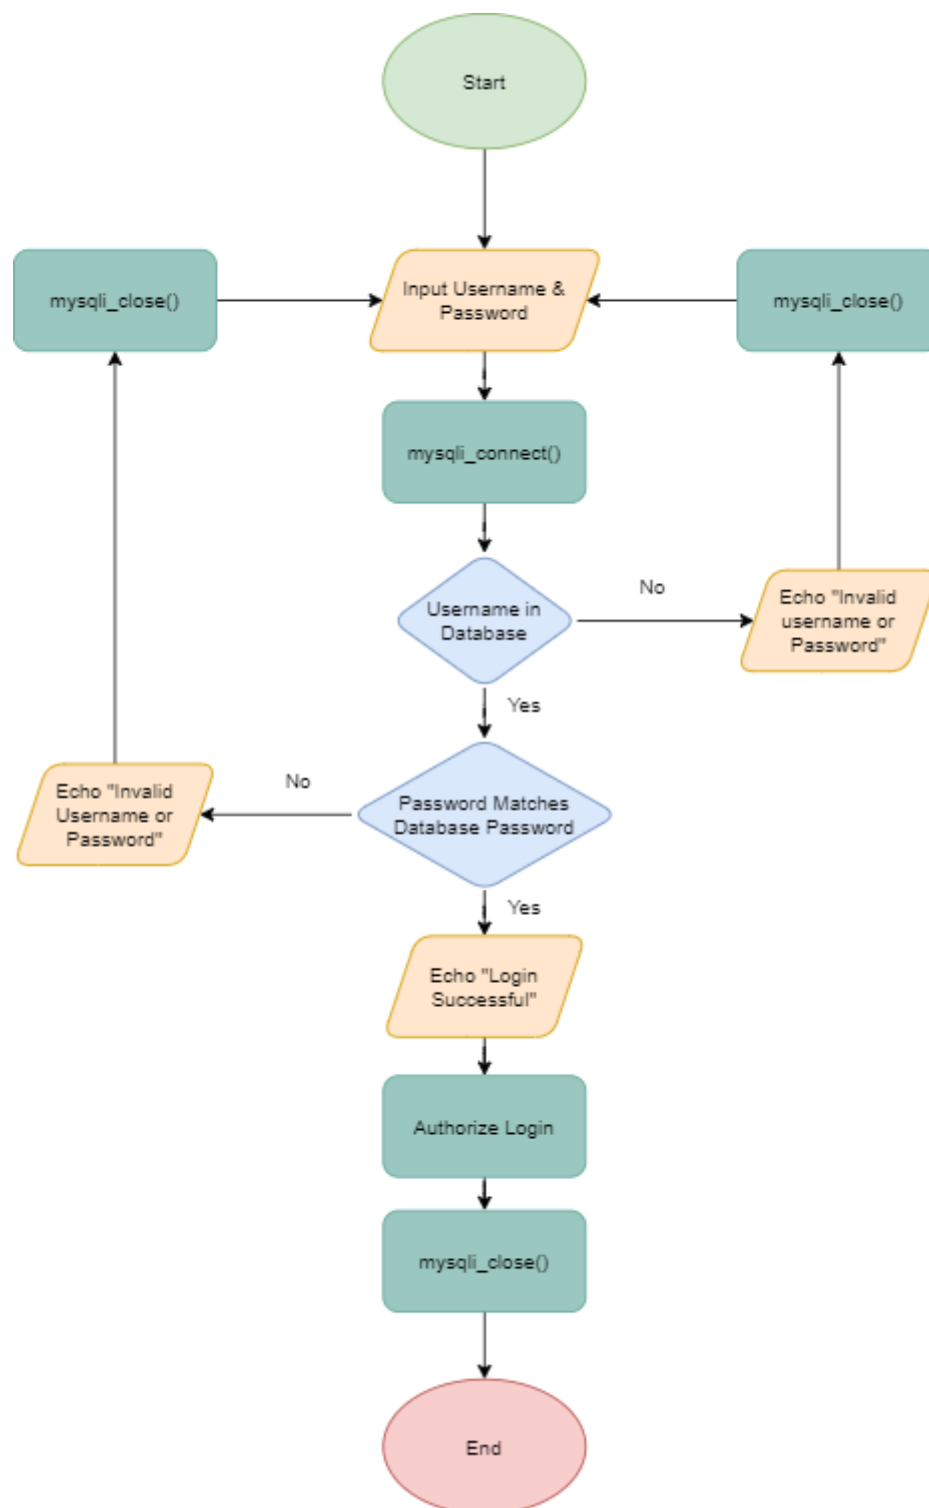 Start
mysqli_close()
Input Username &
Password
mysqli_close()
mysqli_connect()
Username in
Database
No
Echo "Invalid
username or
Password"
Yes
Echo "Invalid
Username or
Password"
No
Password Matches
Database Password
Yes
Echo "Login
Successful"
Authorize Login
mysqli_close()
End